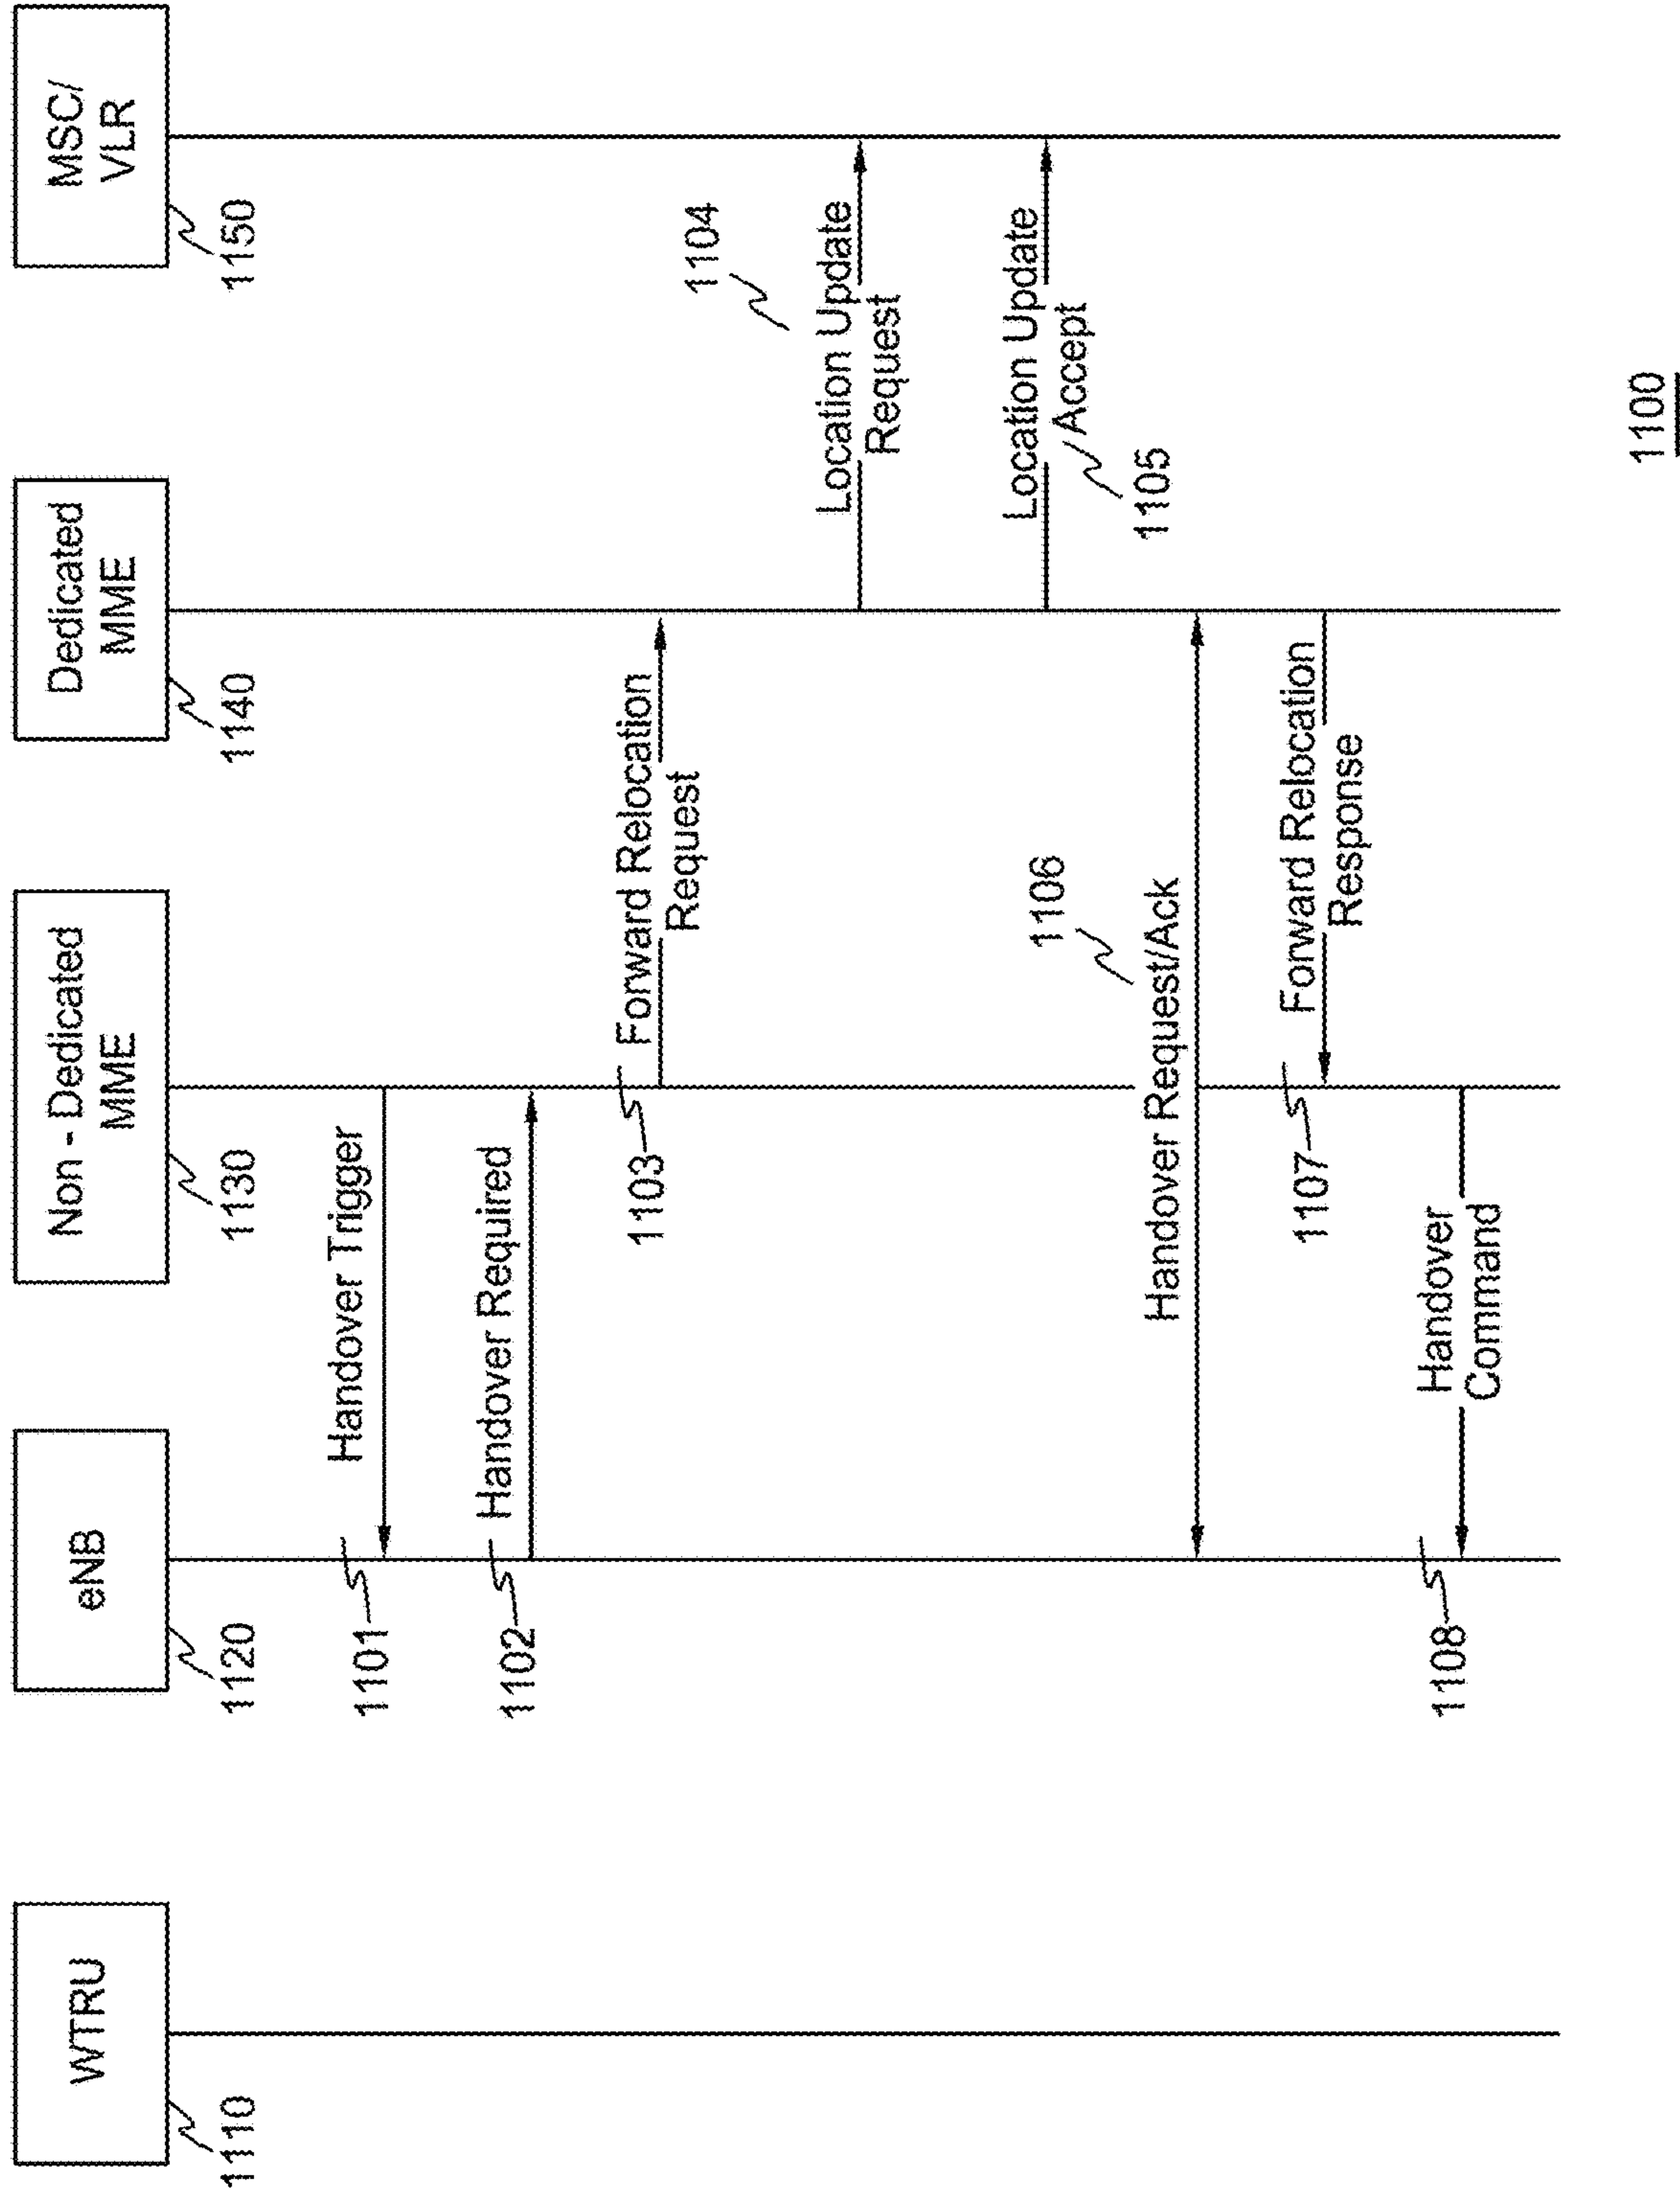 WTRU
1110
eNB
1120
Non - Dedicated
MME
1130
Dedicated
MME
1140
MSC/
VLR
1150
1101
Handover Trigger
1102
Handover Required
1103
Forward Relocation
Request
1104
Location Update
Request
Location Update
Accept
1105
1106
Handover Request/Ack
1107
Forward Relocation
Response
1108
Handover
Command
1100